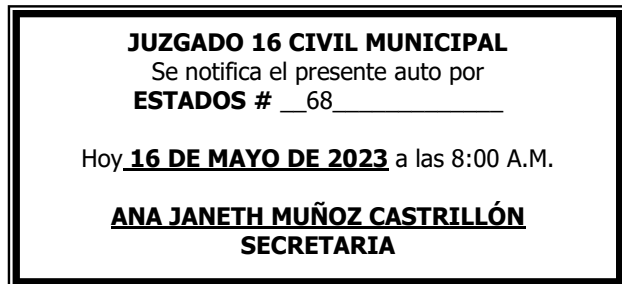 JUZGADO 16 CIVIL MUNICIPAL
Se notifica el presente auto por
ESTADOS # __68_____________
Hoy 16 DE MAYO DE 2023 a las 8:00 A.M.
ANA JANETH MUÑOZ CASTRILLÓN
SECRETARIA